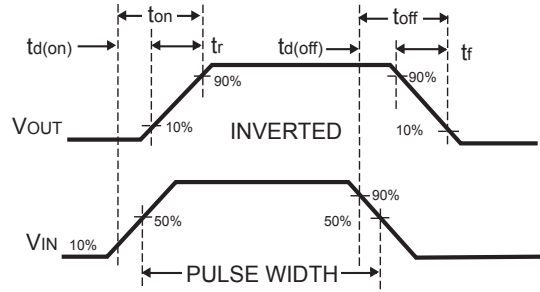 ton toff
td(on) tr td(off) tf
90% 90%
VOUT 10% INVERTED 10%
90%
50% 50%
VIN 10%
PULSE WIDTH